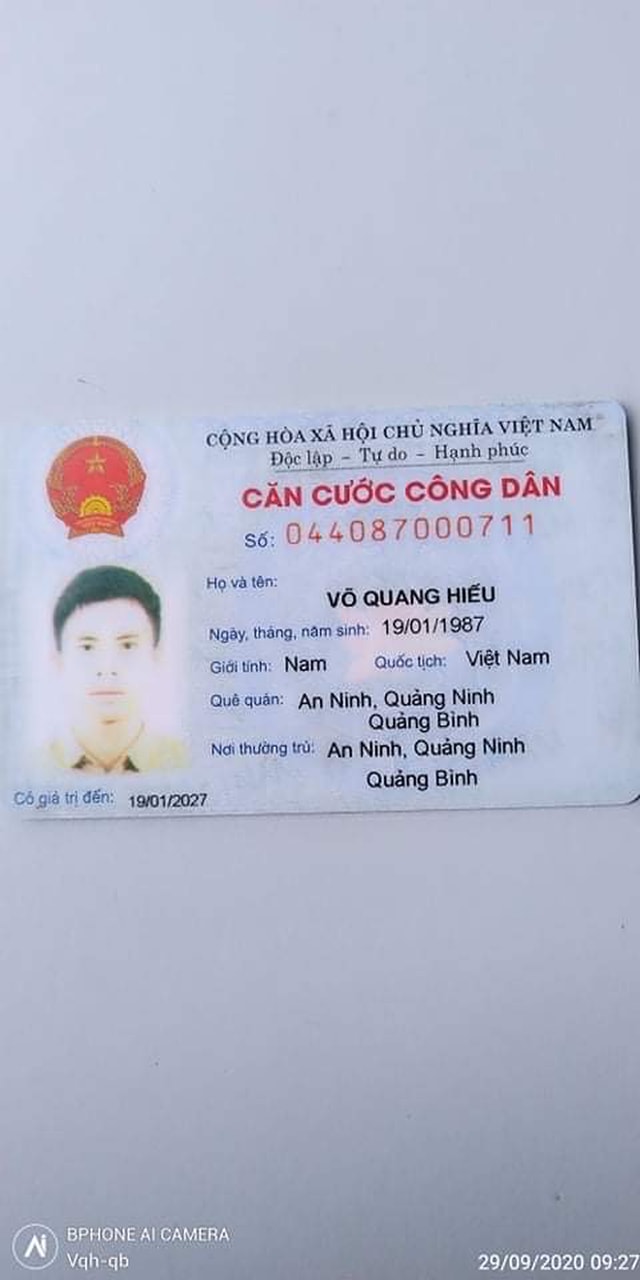 CỘNG HÒA XÃ HỘI CHỦ NGHĨA VIỆT NAM
Độc lập – Tự do – Hạnh phúc
CĂN CƯỚC CÔNG DÂN
Số: 044087000711
Họ và tên:
VÕ QUANG HIẾU
Ngày, tháng, năm sinh: 19/01/1987
Giới tính: Nam Quốc tịch: Việt Nam
Quê quán: An Ninh, Quảng Ninh
Quảng Bình
Nơi thường trú: An Ninh, Quảng Ninh
Quảng Bình
Có giá trị đến: 19/01/2027
BPHONE AI CAMERA
Vqh-qb
29/09/2020 09:27